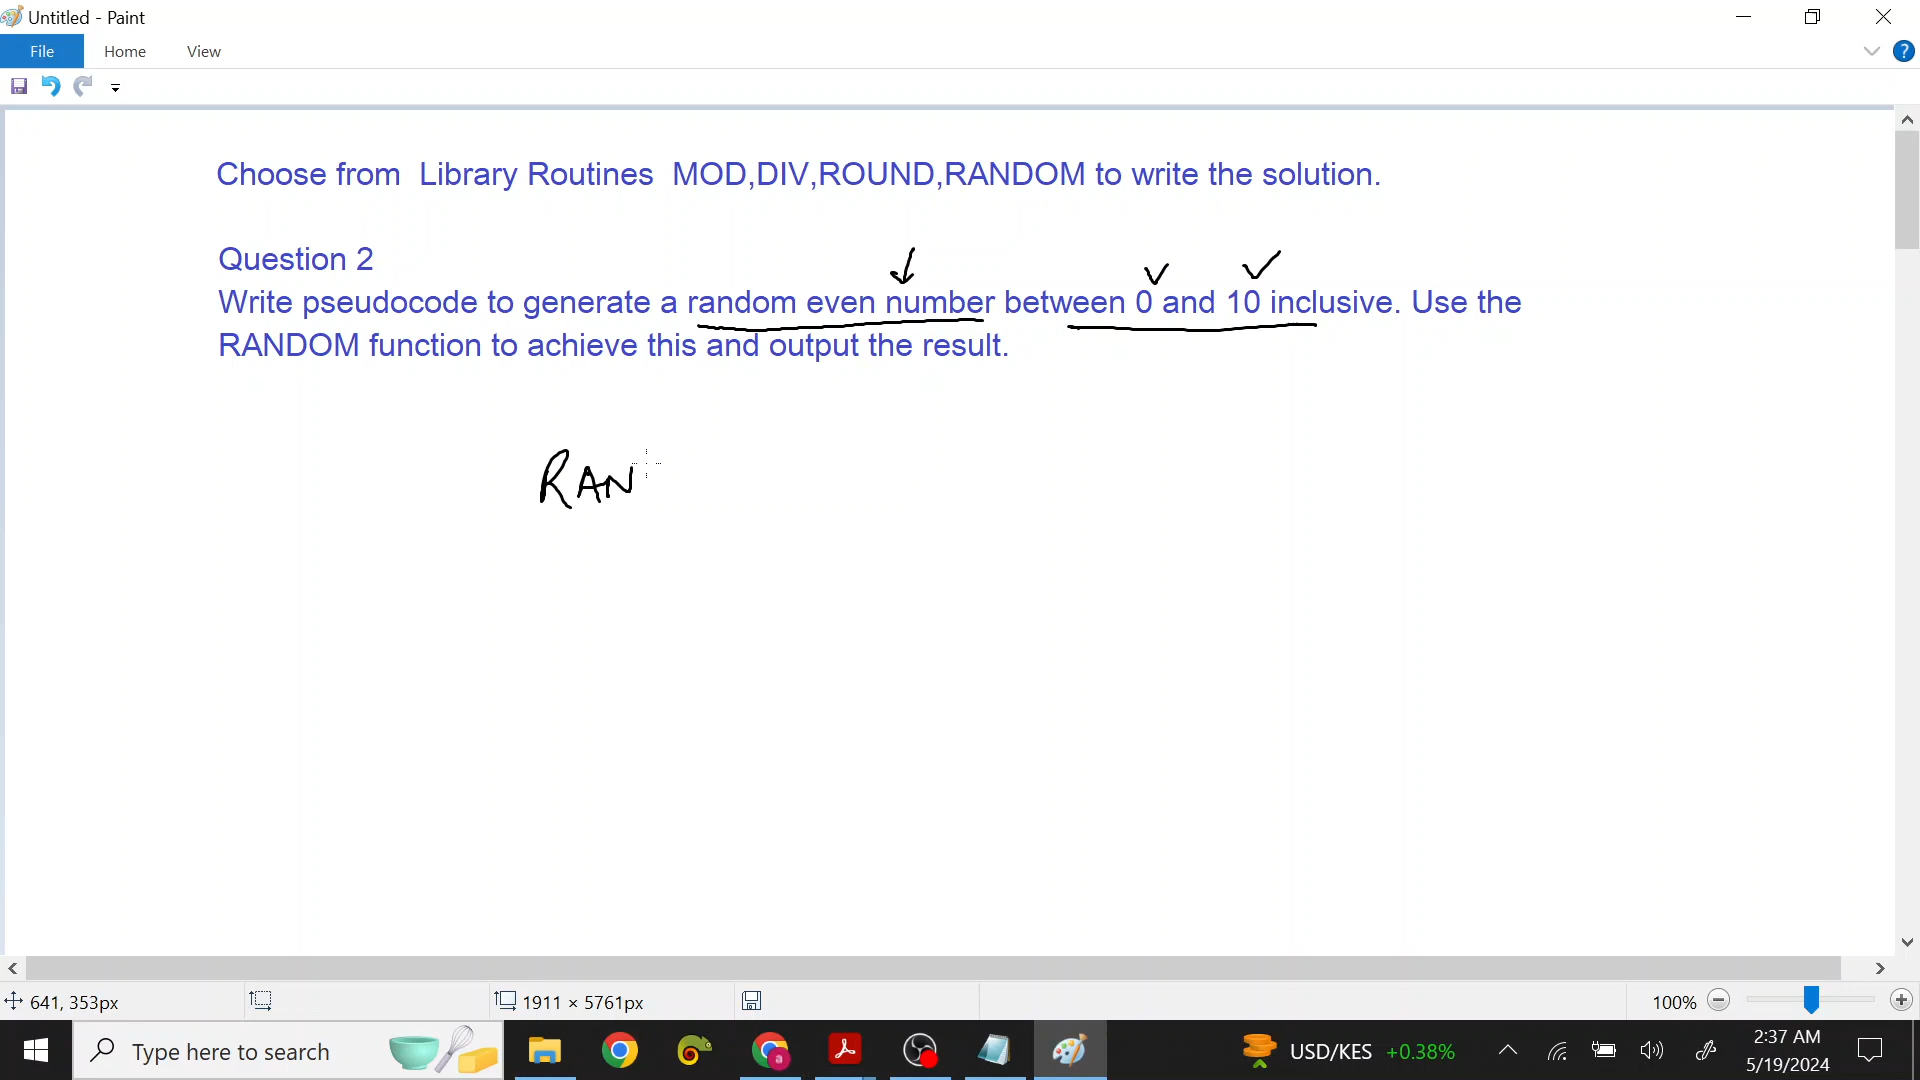 Untitled - Paint
File Home View
Choose from Library Routines MOD,DIV,ROUND,RANDOM to write the solution.
Question 2
Write pseudocode to generate a random even number between 0 and 10 inclusive. Use the
RANDOM function to achieve this and output the result.
RAN
641, 353px
1911 × 5761px
100%
Type here to search
USD/KES +0.38%
2:37 AM
5/19/2024